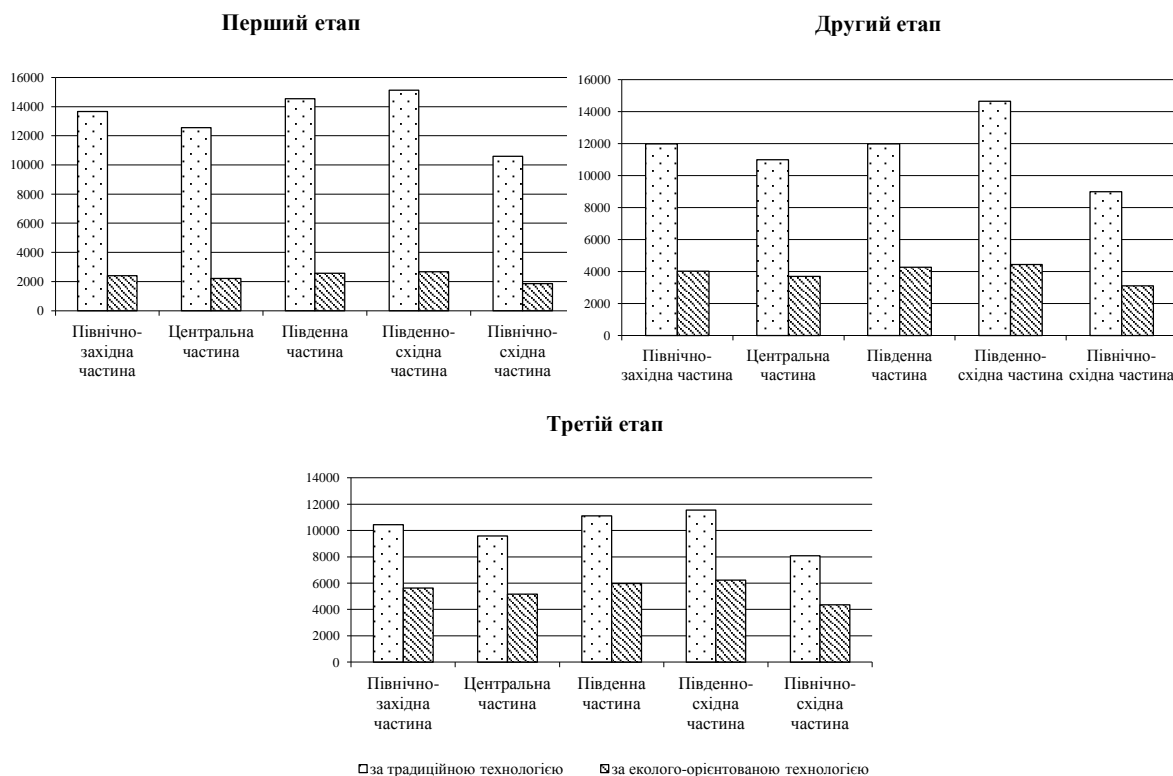 Перший етап
16000
14000
12000
10000
8000
6000
4000
2000
0
Північно-
західна
частина
Центральна
частина
Південна
частина
Південно-
східна
частина
Північно-
східна
частина
Другий етап
16000
14000
12000
10000
8000
6000
4000
2000
0
Північно-
західна частина
Центральна
частина
Південна
частина
Південно-
східна частина
Північно-
східна частина
Третій етап
14000
12000
10000
8000
6000
4000
2000
0
Північно-
західна
частина
Центральна
частина
Південна
частина
Південно-
східна
частина
Північно-
східна
частина
за традиційною технологією
за еколого-орієнтованою технологією